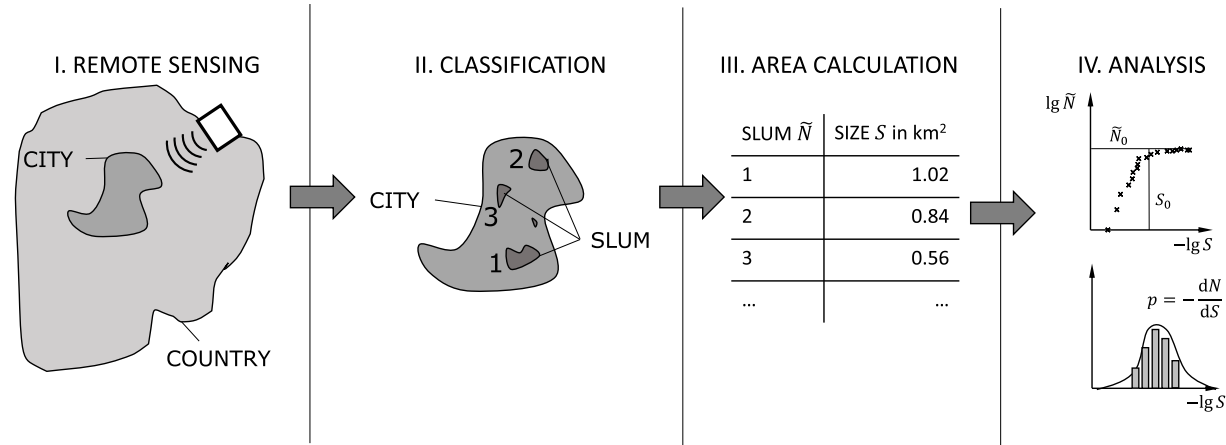 I. REMOTE SENSING
CITY
COUNTRY
II. CLASSIFICATION
2
CITY
3
SLUM
1
III. AREA CALCULATION
SLUM Ñ SIZE S in km²
1 1.02
2 0.84
3 0.56
... ...
IV. ANALYSIS
lg Ñ
Ñ₀
S₀
−lg S
p = − dN/dS
−lg S